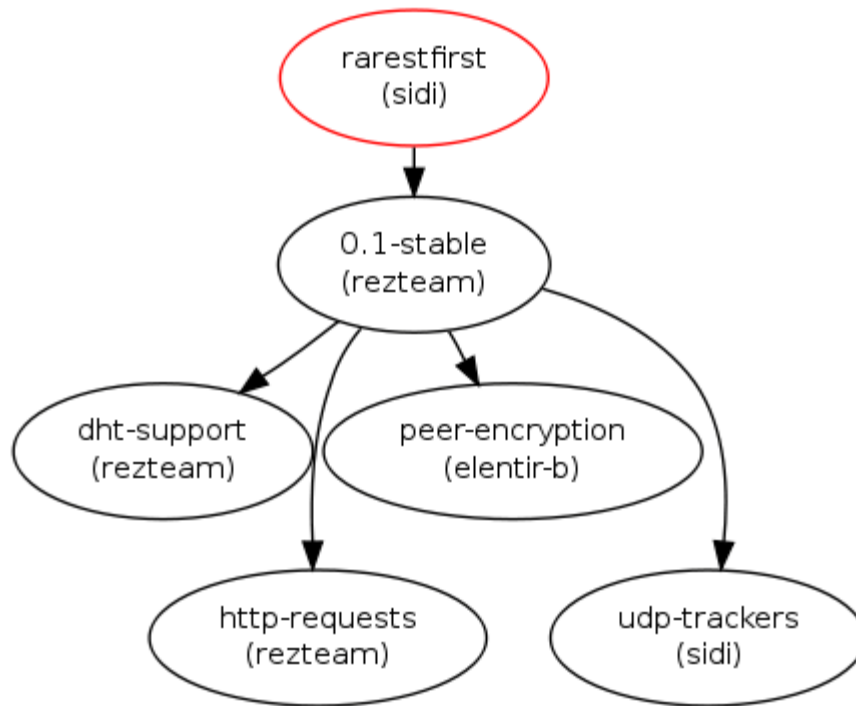 rarestfirst
(sidi)
0.1-stable
(rezteam)
dht-support
(rezteam)
peer-encryption
(elentir-b)
http-requests
(rezteam)
udp-trackers
(sidi)